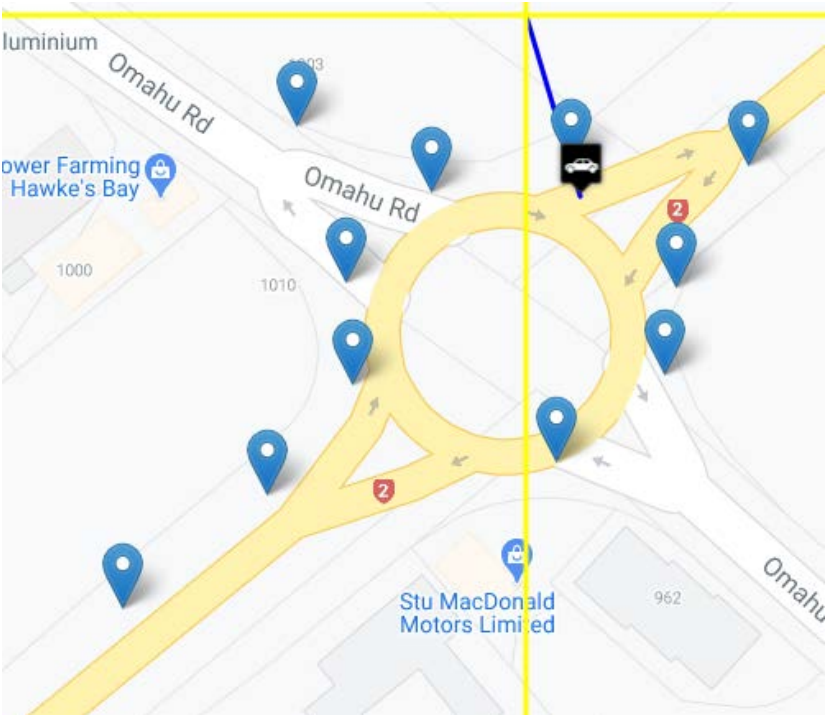 luminium
Omahu Rd
ower Farming
Hawke's Bay
Omahu Rd
2
1000
1010
2
Stu MacDonald
Motors Limited
962
Omahu